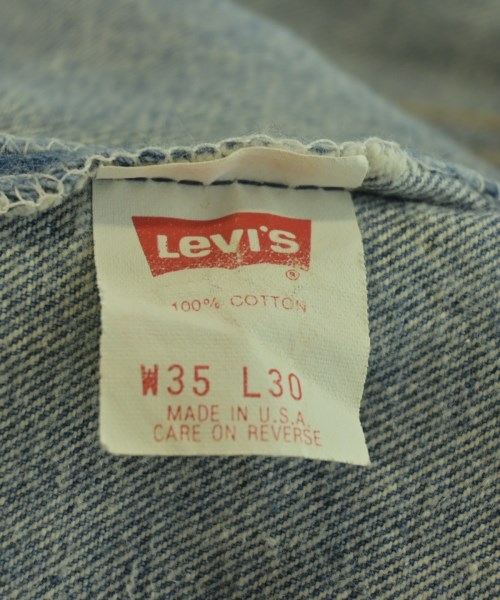 Levi's
®
100% COTTON
W35 L30
MADE IN U.S.A.
CARE ON REVERSE